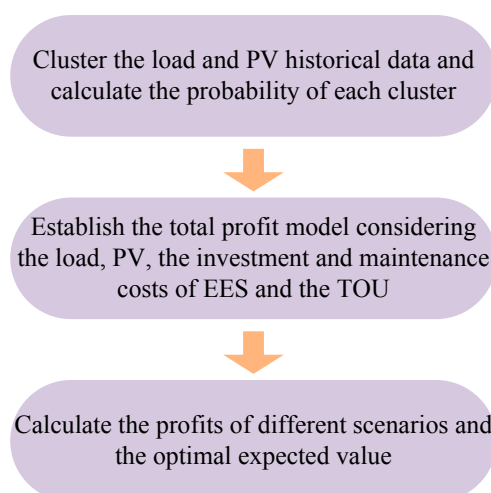 Cluster the load and PV historical data and
calculate the probability of each cluster
Establish the total profit model considering
the load, PV, the investment and maintenance
costs of EES and the TOU
Calculate the profits of different scenarios and
the optimal expected value